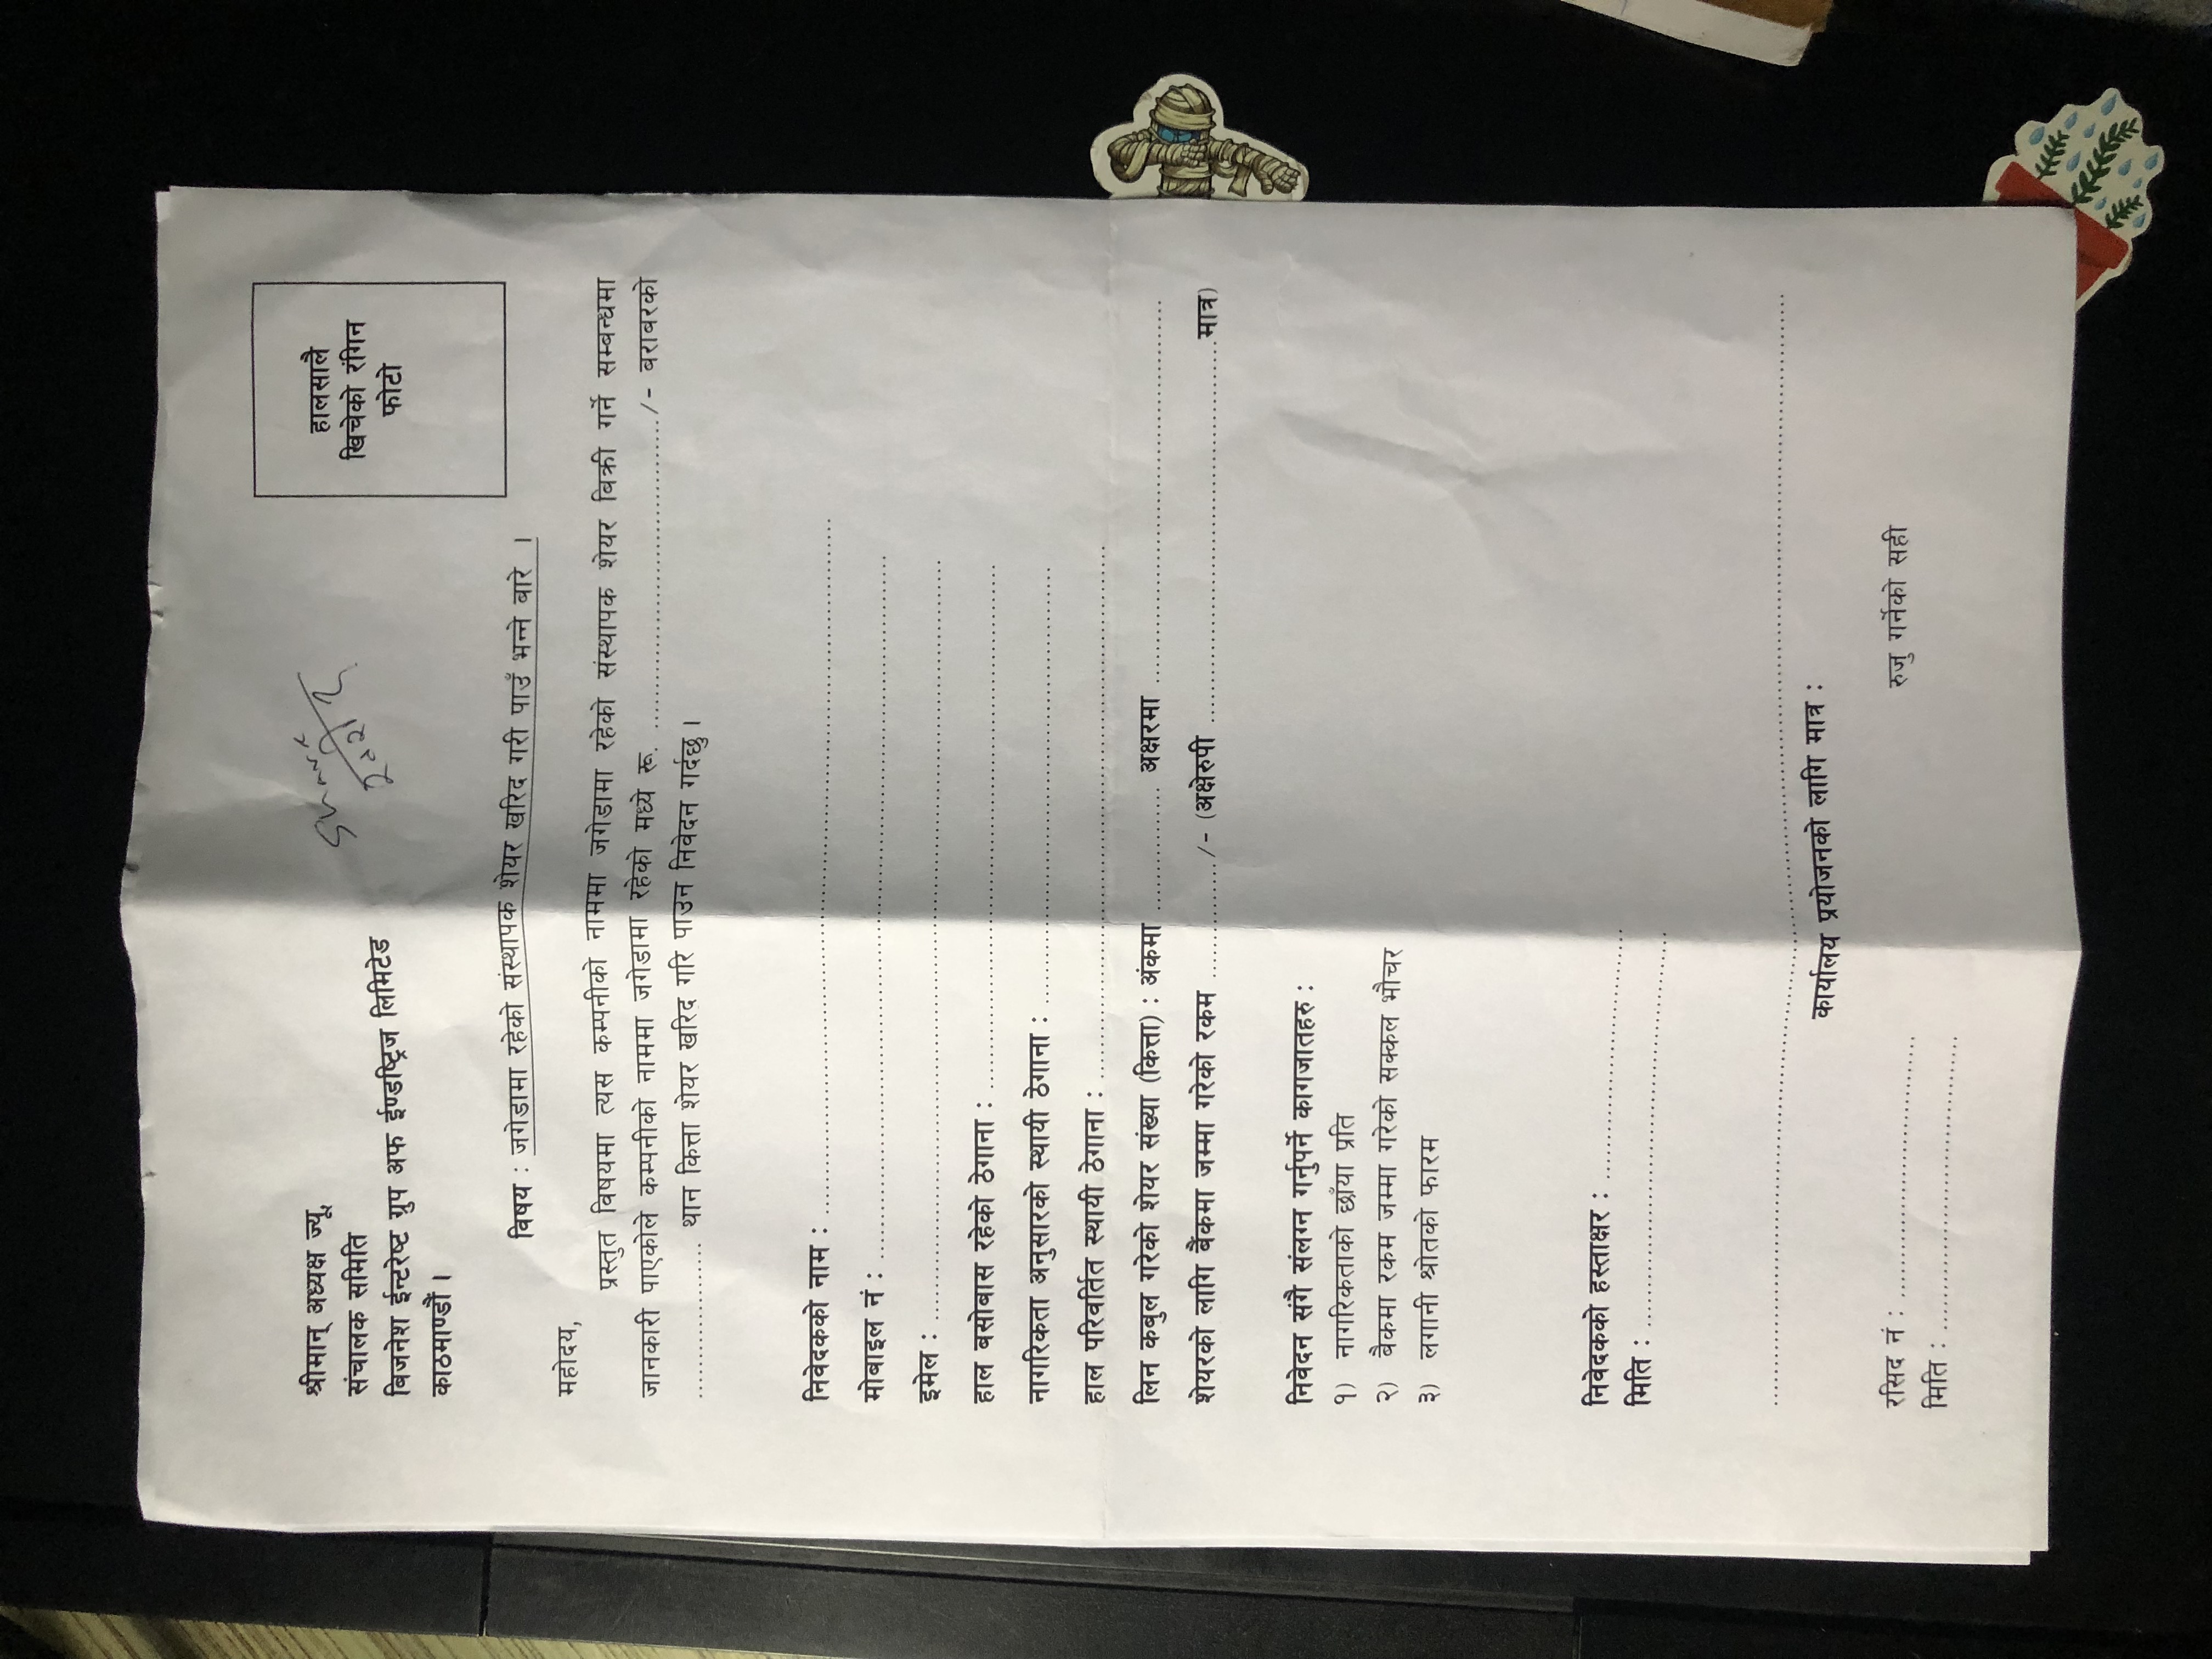 श्रीमान् अध्यक्ष ज्यू,
संचालक समिति
बिजनेश ईन्टरेष्ट ग्रुप अफ ईण्डष्ट्रिज लिमिटेड
काठमाण्डौं ।
Share
खरीद
हालसालै
खिचेको रंगिन
फोटो
विषय : जगेडामा रहेको संस्थापक शेयर खरिद गरी पाउँ भन्ने बारे ।
महोदय,
प्रस्तुत विषयमा त्यस कम्पनीको नाममा जगेडामा रहेको संस्थापक शेयर बिक्री गर्ने सम्बन्धमा
जानकारी पाएकोले कम्पनीको नाममा जगेडामा रहेको मध्ये रू. ......................................./- बराबरको
.................... थान कित्ता शेयर खरिद गरि पाउन निवेदन गर्दछु ।
निवेदकको नाम : ........................................................................................
मोबाइल नं : ........................................................................................
इमेल : ...............................................................................................
हाल बसोबास रहेको ठेगाना : ..................................................................
नागरिकता अनुसारको स्थायी ठेगाना : .......................................................
हाल परिवर्तित स्थायी ठेगाना : ...................................................................
लिन कबुल गरेको शेयर संख्या (कित्ता) : अंकमा ................ अक्षरमा ................................................
शेयरको लागि बैंकमा जम्मा गरेको रकम .............../- (अक्षेरुपी ................................................मात्र)
निवेदन संगै संलग्न गर्नुपर्ने कागजातहरु :
१) नागरिकताको छाँया प्रति
२) बैकमा रकम जम्मा गरेको सक्कल भौचर
३) लगानी श्रोतको फारम
निवेदकको हस्ताक्षर : ................................
मिति : ..................................................
............................................................................................................................................
कार्यालय प्रयोजनको लागि मात्र :
रसिद नं : .................................
रुजु गर्नेको सही
मिति : .....................................